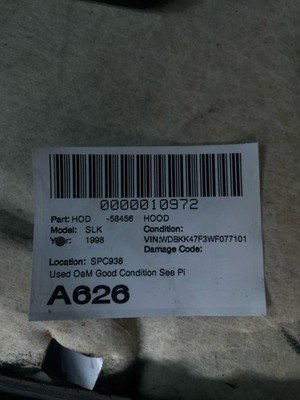 0000010972
Part: HOD -58456 HOOD
Model: SLK Condition:
Year: 1998 VIN:WDBKK47F3WF077101
Damage Code:
Location: SPC938
Used OeM Good Condition See Pi
A626